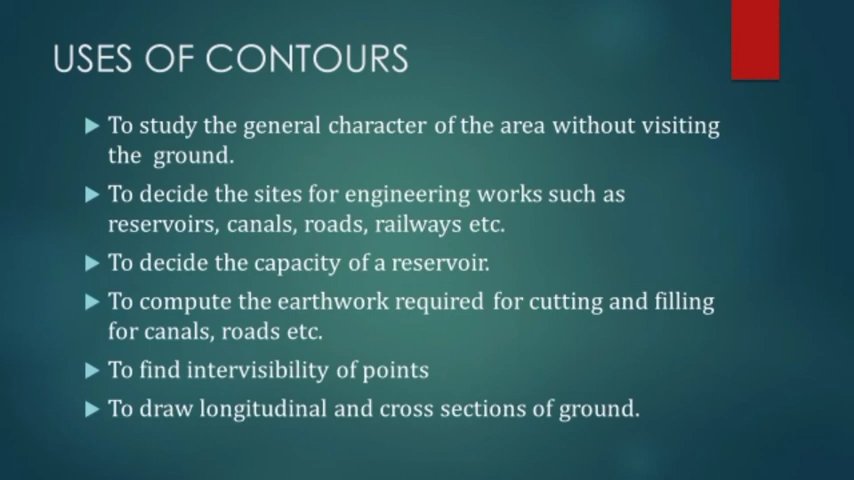 USES OF CONTOURS
To study the general character of the area without visiting
the ground.
To decide the sites for engineering works such as
reservoirs, canals, roads, railways etc.
To decide the capacity of a reservoir.
To compute the earthwork required for cutting and filling
for canals, roads etc.
To find intervisibility of points
To draw longitudinal and cross sections of ground.